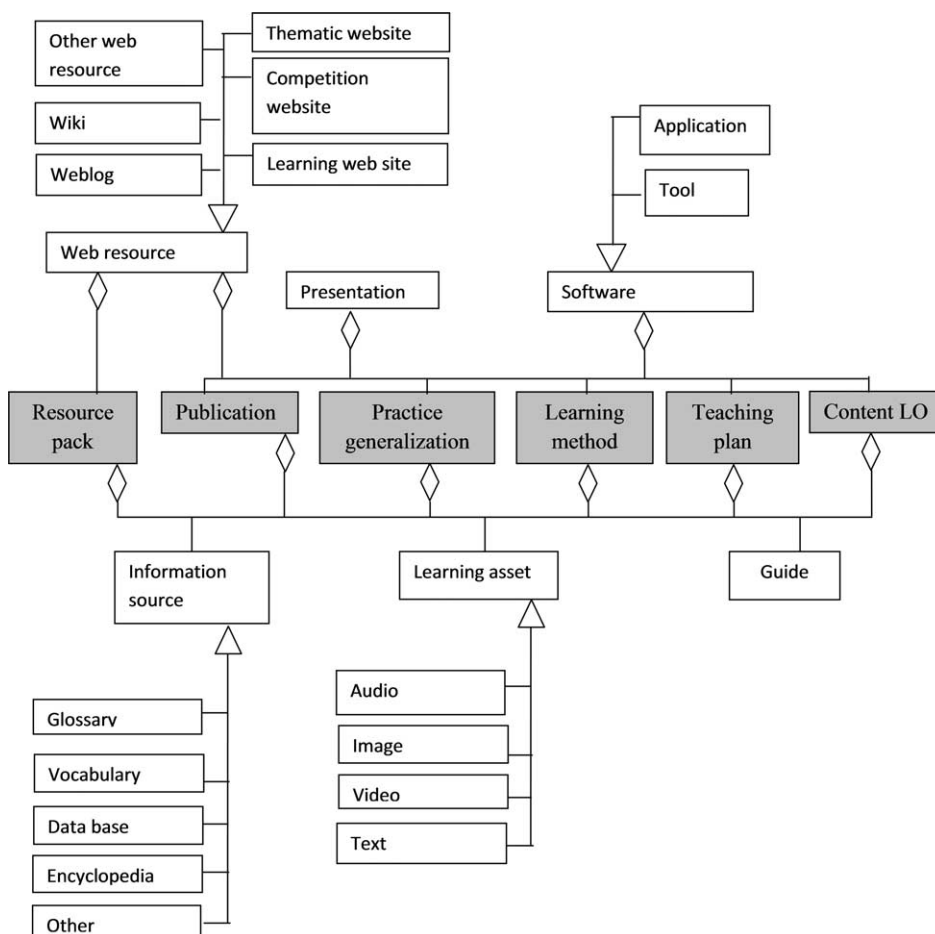 Other web
resource
Thematic website
Competition
website
Wiki
Learning web site
Weblog
Application
Tool
Web resource
Presentation
Software
Resource
pack
Publication
Practice
generalization
Learning
method
Teaching
plan
Content LO
Information
source
Learning asset
Guide
Glossary
Audio
Vocabulary
Image
Data base
Video
Text
Encyclopedia
Other